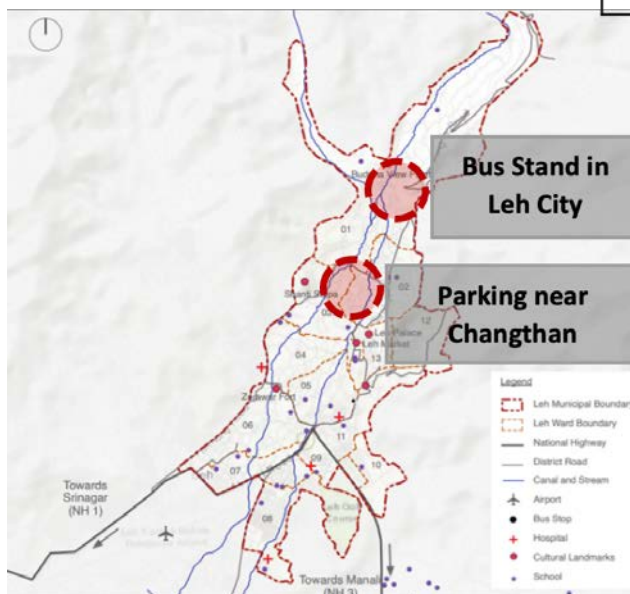 Bus Stand in
Leh City
01
Parking near
Changthan
02
12
Leh Palace
Leh Market
13
04
05
Zorawar Fort
06
11
07
09
10
08
Towards
Srinagar
(NH 1)
Towards Manali
(NH 3)
Legend
Leh Municipal Boundary
Leh Ward Boundary
National Highway
District Road
Canal and Stream
Airport
Bus Stop
Hospital
Cultural Landmarks
School